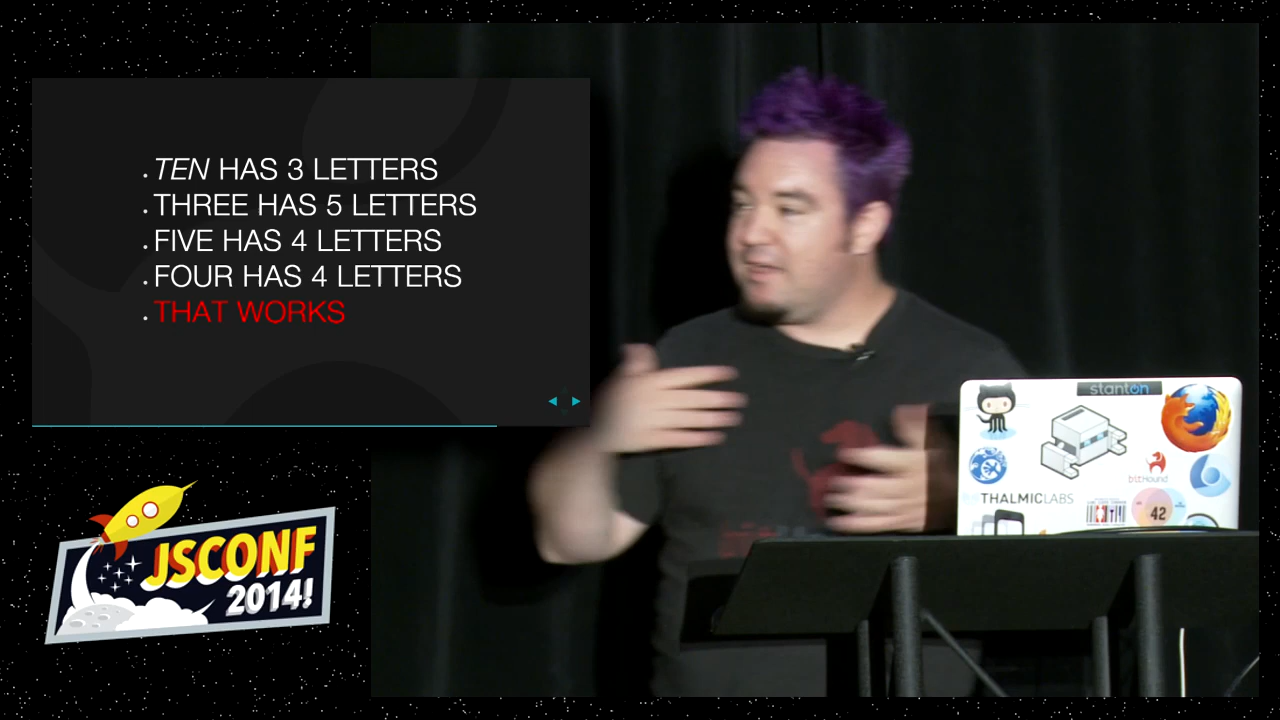 TEN HAS 3 LETTERS
THREE HAS 5 LETTERS
FIVE HAS 4 LETTERS
FOUR HAS 4 LETTERS
THAT WORKS
JSCONF
2014!
stanton
bitHound
THALMICLABS
42